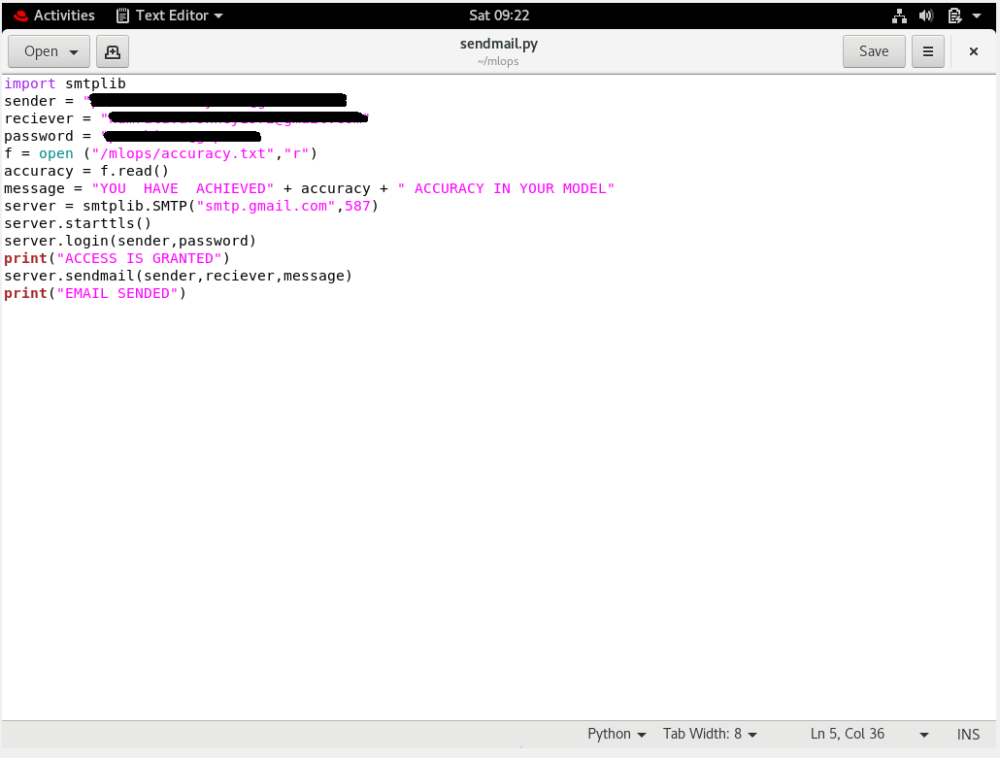 Activities Text Editor Sat 09:22
Open sendmail.py Save
~/mlops
import smtplib
sender = "
reciever = "
password = "
f = open ("/mlops/accuracy.txt","r")
accuracy = f.read()
message = "YOU  HAVE  ACHIEVED" + accuracy + " ACCURACY IN YOUR MODEL"
server = smtplib.SMTP("smtp.gmail.com",587)
server.starttls()
server.login(sender,password)
print("ACCESS IS GRANTED")
server.sendmail(sender,reciever,message)
print("EMAIL SENDED")
Python Tab Width: 8 Ln 5, Col 36 INS